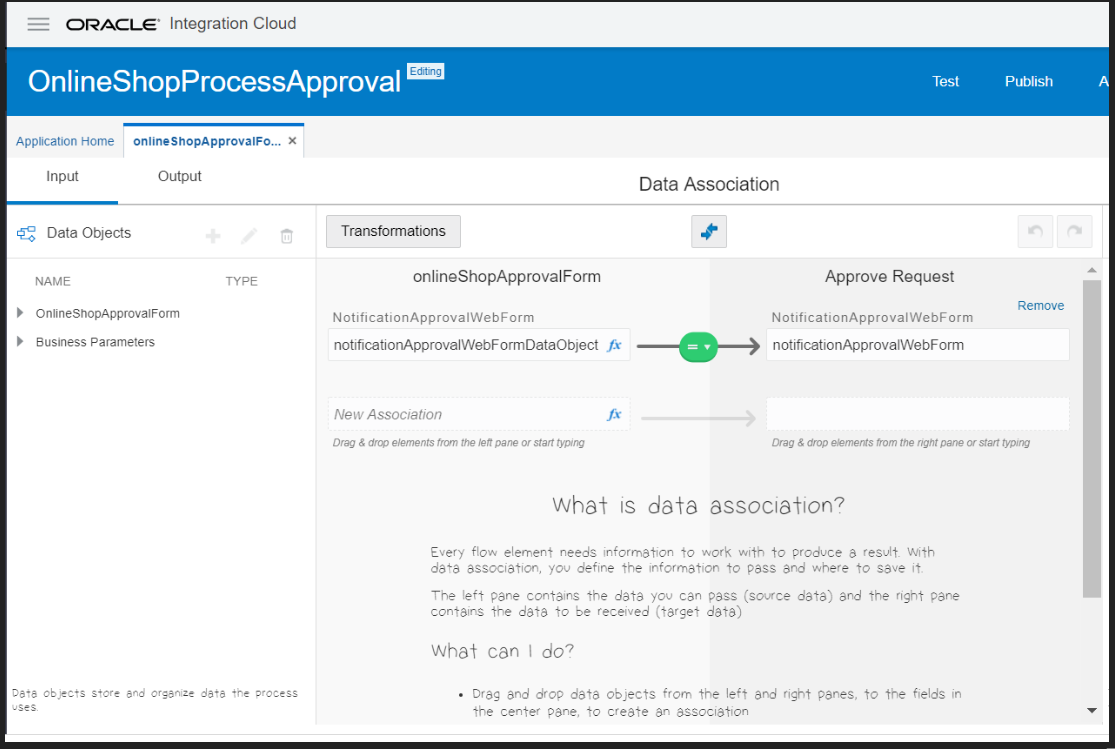 ORACLE® Integration Cloud
OnlineShopProcessApproval Editing
Test Publish A
Application Home onlineShopApprovalFo... ×
Input Output
Data Association
Data Objects
Transformations
NAME TYPE
OnlineShopApprovalForm
Business Parameters
onlineShopApprovalForm Approve Request
Remove
NotificationApprovalWebForm NotificationApprovalWebForm
notificationApprovalWebFormDataObject fx = notificationApprovalWebForm
New Association fx
Drag & drop elements from the left pane or start typing Drag & drop elements from the right pane or start typing
What is data association?
Every flow element needs information to work with to produce a result. With
data association, you define the information to pass and where to save it.
The left pane contains the data you can pass (source data) and the right pane
contains the data to be received (target data)
What can I do?
• Drag and drop data objects from the left and right panes, to the fields in
the center pane, to create an association
Data objects store and organize data the process
uses.